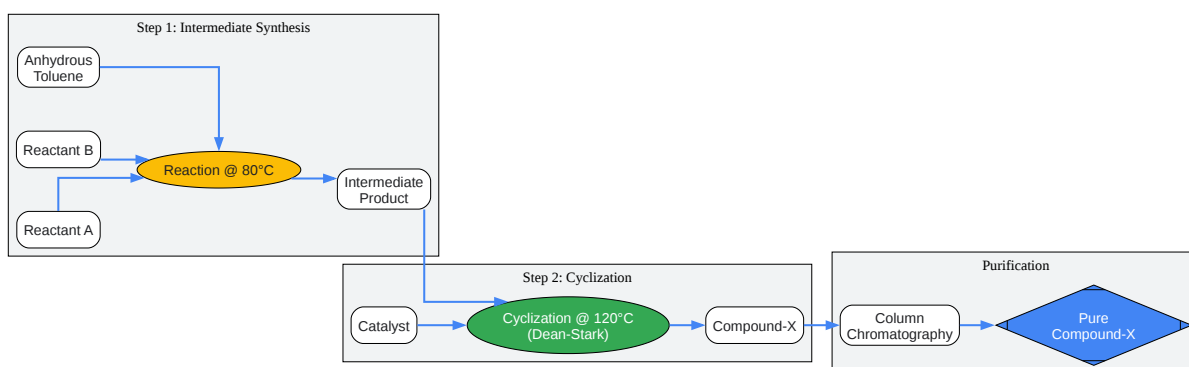 Step 1: Intermediate Synthesis
Anhydrous
Toluene
Reactant B
Reaction @ 80°C
Intermediate
Product
Reactant A
Step 2: Cyclization
Catalyst
Cyclization @ 120°C
(Dean-Stark)
Compound-X
Purification
Column
Chromatography
Pure
Compound-X